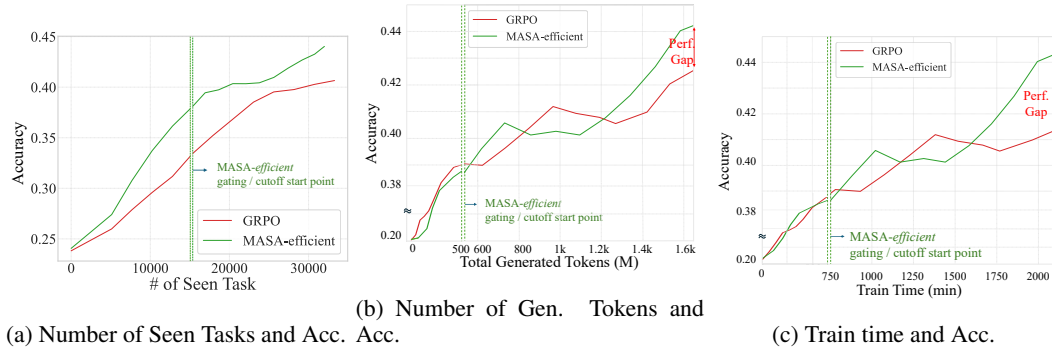 0.45
0.40
0.35
0.30
0.25
Accuracy
MASA-efficient
gating / cutoff start point
GRPO
MASA-efficient
0
10000
20000
30000
# of Seen Task
(a) Number of Seen Tasks and Acc.
0.44
0.42
0.40
0.38
≈
0.20
Accuracy
GRPO
MASA-efficient
Perf.
Gap
MASA-efficient
gating / cutoff start point
0
500
600
800
1k
1.2k
1.4k
1.6k
Total Generated Tokens (M)
(b) Number of Gen. Tokens and
Acc.
0.44
0.42
0.40
0.38
≈
0.20
Accuracy
GRPO
MASA-efficient
Perf.
Gap
MASA-efficient
gating / cutoff start point
0
750
1000
1250
1500
1750
2000
Train Time (min)
(c) Train time and Acc.